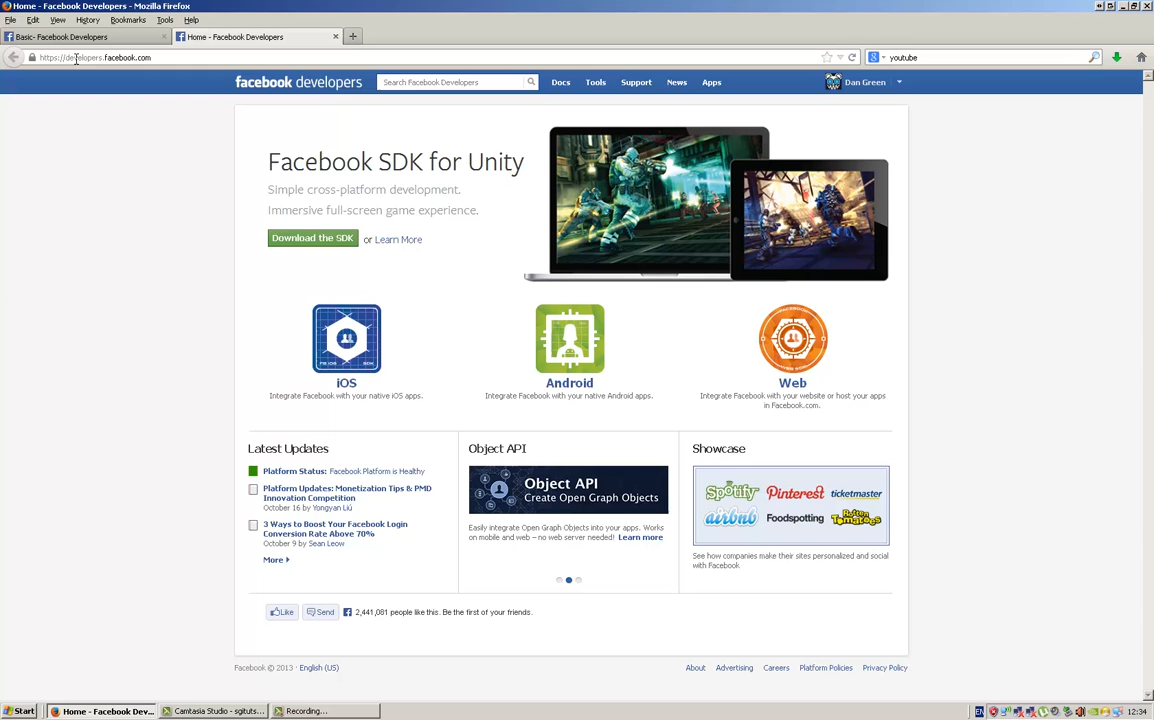 Home - Facebook Developers - Mozilla Firefox
File Edit View History Bookmarks Tools Help
Basic- Facebook Developers
Home - Facebook Developers
https://developers.facebook.com
youtube
facebook developers
Search Facebook Developers
Docs Tools Support News Apps
Dan Green
Facebook SDK for Unity
Simple cross-platform development.
Immersive full-screen game experience.
Download the SDK or Learn More
iOS
Integrate Facebook with your native iOS apps.
Android
Integrate Facebook with your native Android apps.
Web
Integrate Facebook with your website or host your apps
in Facebook.com.
Latest Updates
Platform Status: Facebook Platform is Healthy
Platform Updates: Monetization Tips & PMD
Innovation Competition
October 16 by Yongyan Liu
3 Ways to Boost Your Facebook Login
Conversion Rate Above 70%
October 9 by Sean Leow
More
Object API
Object API
Create Open Graph Objects
Easily integrate Open Graph Objects into your apps. Works
on mobile and web – no web server needed! Learn more
Showcase
Spotify Pinterest ticketmaster
airbnb Foodspotting Rotten Tomatoes
See how companies make their sites personalized and social
with Facebook
Like Send 2,441,081 people like this. Be the first of your friends.
Facebook © 2013 · English (US)
About Advertising Careers Platform Policies Privacy Policy
Start
Home - Facebook Dev...
Camtasia Studio - sgituts...
Recording...
EN
12:34